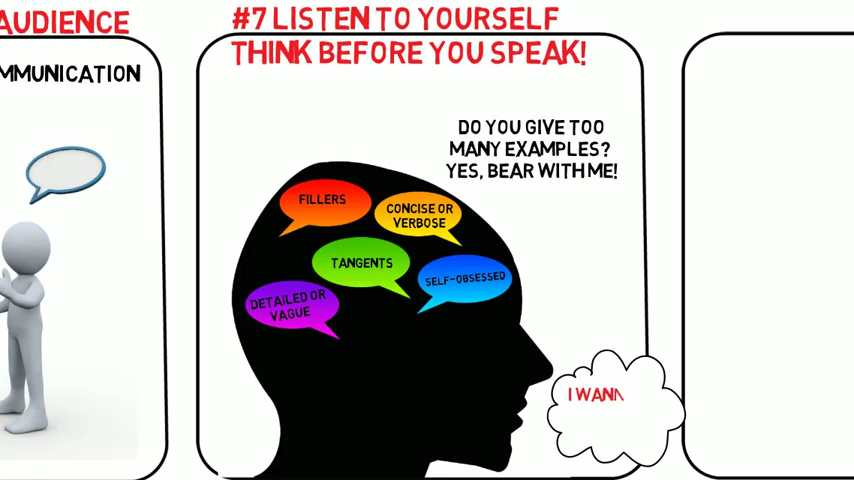 AUDIENCE
MMUNICATION
#7 LISTEN TO YOURSELF
THINK BEFORE YOU SPEAK!
DO YOU GIVE TOO
MANY EXAMPLES?
YES, BEAR WITH ME!
FILLERS
CONCISE OR
VERBOSE
TANGENTS
SELF-OBSESSED
DETAILED OR
VAGUE
I WANN